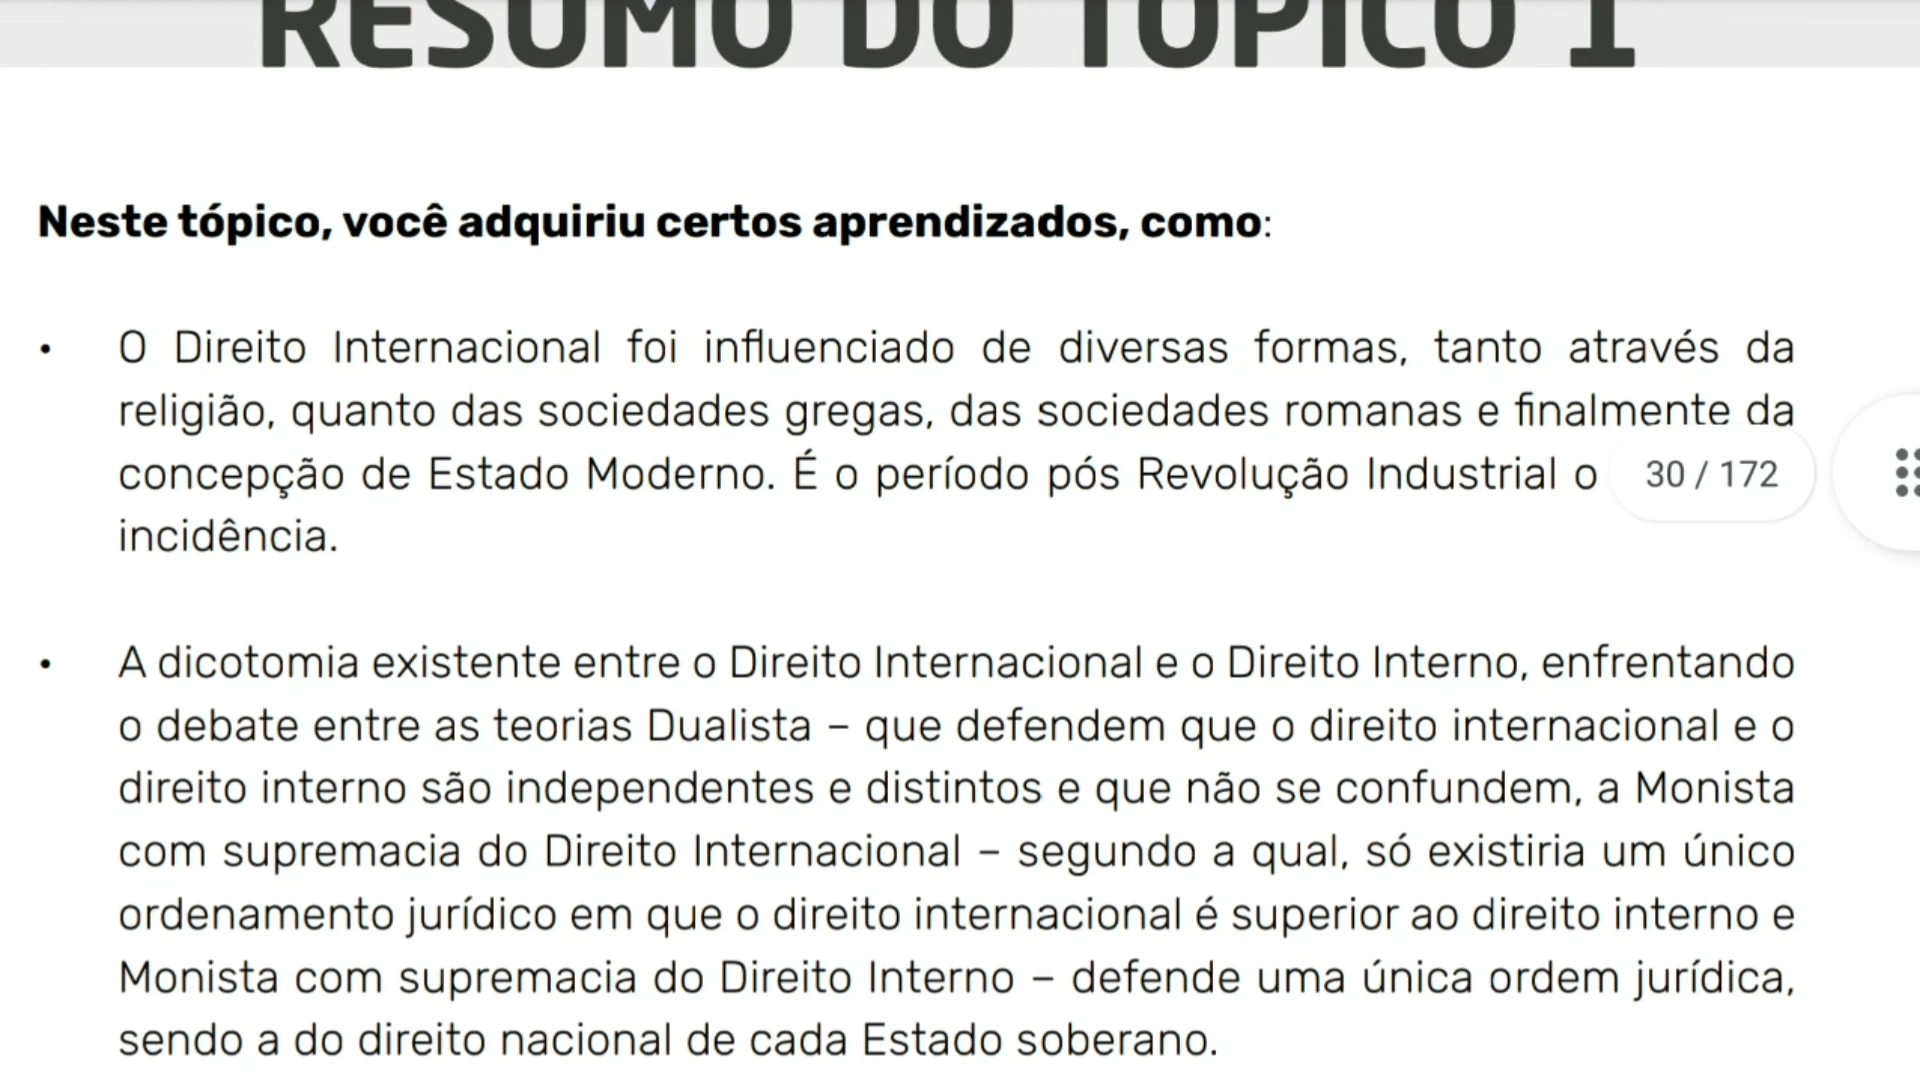 RESUMO DO TÓPICO 1
Neste tópico, você adquiriu certos aprendizados, como:
• O Direito Internacional foi influenciado de diversas formas, tanto através da
religião, quanto das sociedades gregas, das sociedades romanas e finalmente da
concepção de Estado Moderno. É o período pós Revolução Industrial o
30 / 172
incidência.
• A dicotomia existente entre o Direito Internacional e o Direito Interno, enfrentando
o debate entre as teorias Dualista – que defendem que o direito internacional e o
direito interno são independentes e distintos e que não se confundem, a Monista
com supremacia do Direito Internacional – segundo a qual, só existiria um único
ordenamento jurídico em que o direito internacional é superior ao direito interno e
Monista com supremacia do Direito Interno – defende uma única ordem jurídica,
sendo a do direito nacional de cada Estado soberano.